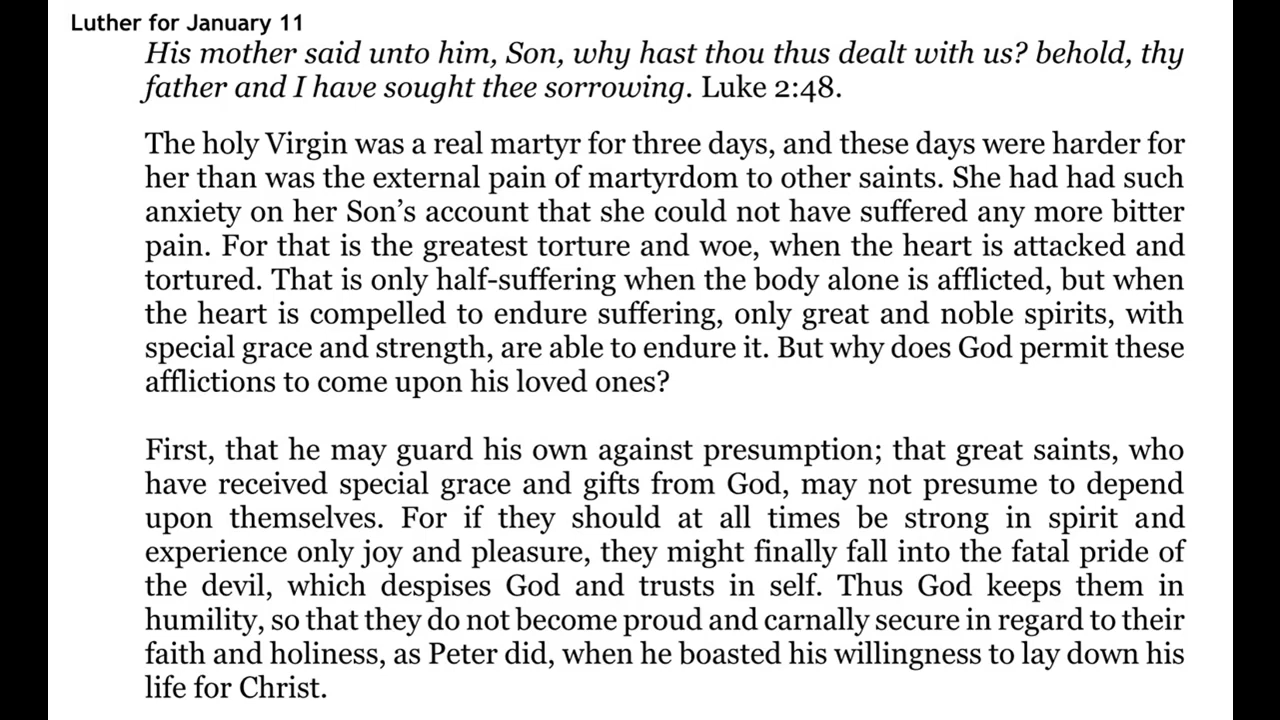 Luther for January 11
His mother said unto him, Son, why hast thou thus dealt with us? behold, thy
father and I have sought thee sorrowing. Luke 2:48.
The holy Virgin was a real martyr for three days, and these days were harder for
her than was the external pain of martyrdom to other saints. She had had such
anxiety on her Son’s account that she could not have suffered any more bitter
pain. For that is the greatest torture and woe, when the heart is attacked and
tortured. That is only half-suffering when the body alone is afflicted, but when
the heart is compelled to endure suffering, only great and noble spirits, with
special grace and strength, are able to endure it. But why does God permit these
afflictions to come upon his loved ones?
First, that he may guard his own against presumption; that great saints, who
have received special grace and gifts from God, may not presume to depend
upon themselves. For if they should at all times be strong in spirit and
experience only joy and pleasure, they might finally fall into the fatal pride of
the devil, which despises God and trusts in self. Thus God keeps them in
humility, so that they do not become proud and carnally secure in regard to their
faith and holiness, as Peter did, when he boasted his willingness to lay down his
life for Christ.